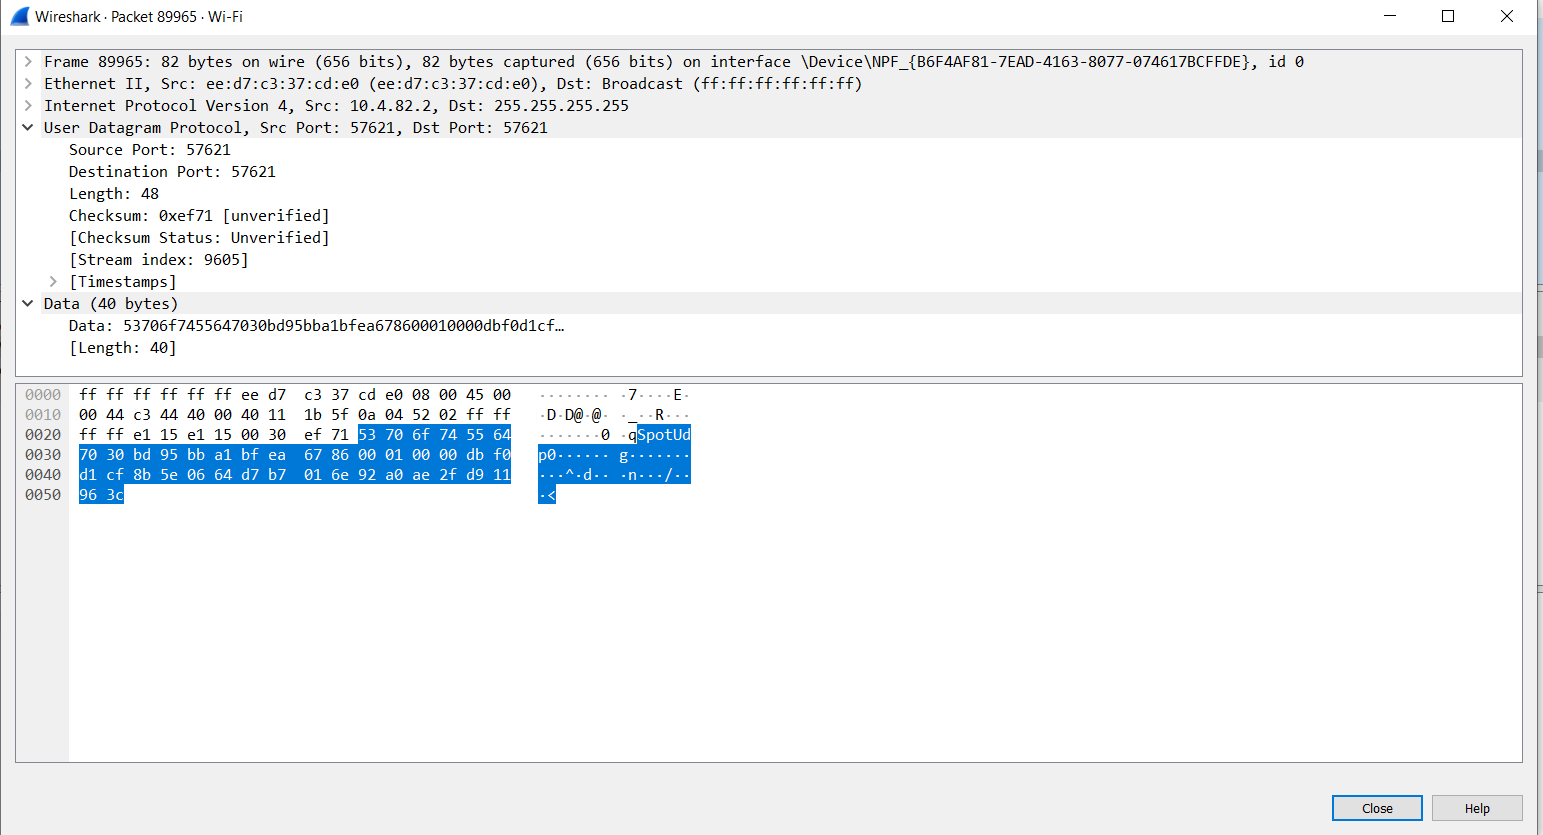 Wireshark · Packet 89965 · Wi-Fi
Frame 89965: 82 bytes on wire (656 bits), 82 bytes captured (656 bits) on interface \Device\NPF_{B6F4AF81-7EAD-4163-8077-074617BCFFDE}, id 0
Ethernet II, Src: ee:d7:c3:37:cd:e0 (ee:d7:c3:37:cd:e0), Dst: Broadcast (ff:ff:ff:ff:ff:ff)
Internet Protocol Version 4, Src: 10.4.82.2, Dst: 255.255.255.255
User Datagram Protocol, Src Port: 57621, Dst Port: 57621
Source Port: 57621
Destination Port: 57621
Length: 48
Checksum: 0xef71 [unverified]
[Checksum Status: Unverified]
[Stream index: 9605]
[Timestamps]
Data (40 bytes)
Data: 53706f7455647030bd95bba1bfea678600010000dbf0d1cf…
[Length: 40]
0000 ff ff ff ff ff ff ee d7 c3 37 cd e0 08 00 45 00 ········ ·7····E·
0010 00 44 c3 44 40 00 40 11 1b 5f 0a 04 52 02 ff ff ·D·D@·@· ·_··R···
0020 ff ff e1 15 e1 15 00 30 ef 71 53 70 6f 74 55 64 ·······0 ·qSpotUd
0030 70 30 bd 95 bb a1 bf ea 67 86 00 01 00 00 db f0 p0······ g·······
0040 d1 cf 8b 5e 06 64 d7 b7 01 6e 92 a0 ae 2f d9 11 ···^·d·· ·n···/··
0050 96 3c ·<
Close
Help